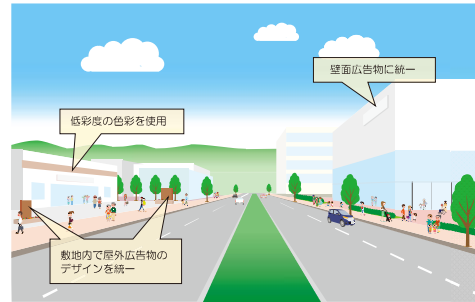 壁面広告物に統一
低彩度の色彩を使用
敷地内で屋外広告物の
デザインを統一